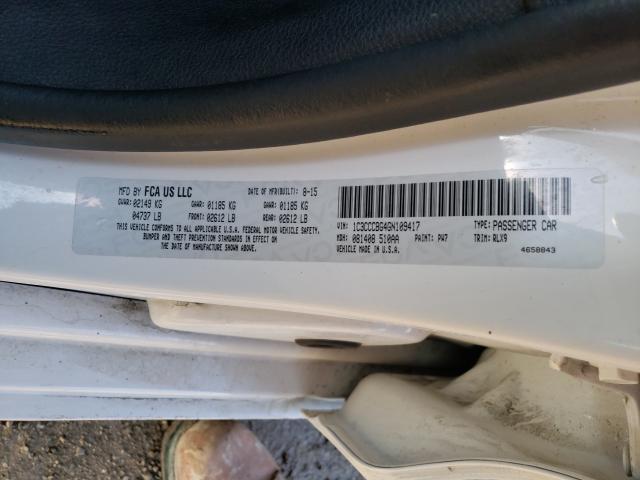 MFD BY FCA US LLC DATE OF MFR(BUILT): 8-15
GVWR: 02149 KG GAWR: 01185 KG GAWR: 01185 KG
04737 LB FRONT: 02612 LB REAR: 02612 LB
THIS VEHICLE CONFORMS TO ALL APPLICABLE U.S.A. FEDERAL MOTOR VEHICLE SAFETY,
BUMPER AND THEFT PREVENTION STANDARDS IN EFFECT ON
THE DATE OF MANUFACTURE SHOWN ABOVE.
VIN: 1C3CCCBG4GN109417 TYPE: PASSENGER CAR
MDH: 081408 510AA PAINT: PW7 TRIM: RLX9
VEHICLE MADE IN U.S.A.
4658843